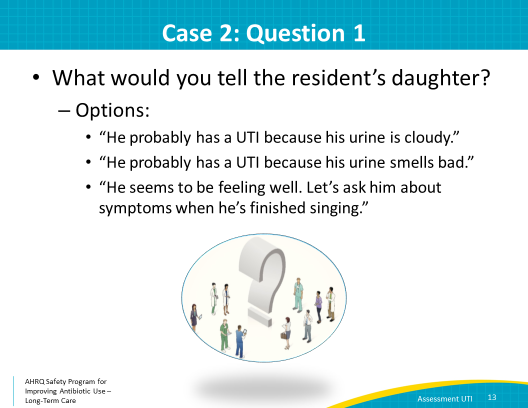 Case 2: Question 1
• What would you tell the resident’s daughter?
– Options:
• “He probably has a UTI because his urine is cloudy.”
• “He probably has a UTI because his urine smells bad.”
• “He seems to be feeling well. Let’s ask him about
symptoms when he’s finished singing.”
?
AHRQ Safety Program for
Improving Antibiotic Use –
Long-Term Care
Assessment UTI 13